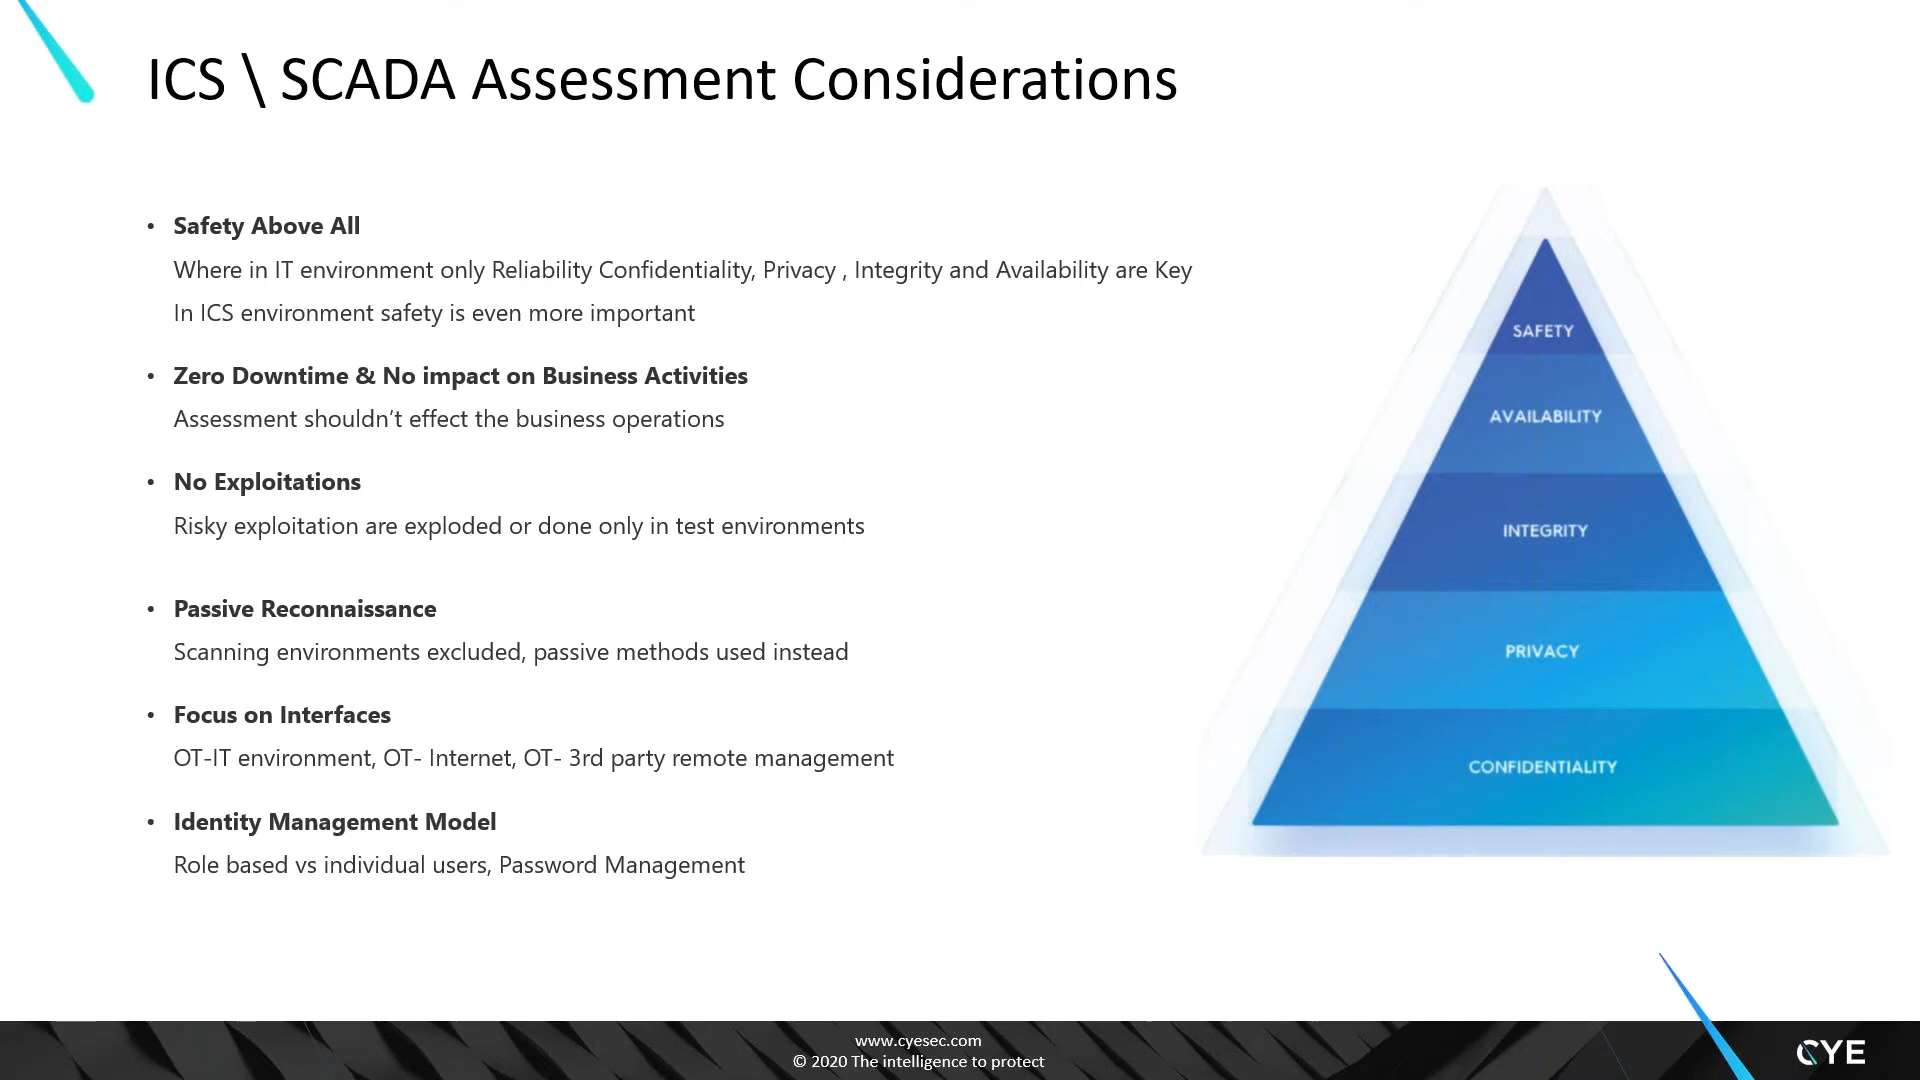 ICS \ SCADA Assessment Considerations
• Safety Above All
Where in IT environment only Reliability Confidentiality, Privacy , Integrity and Availability are Key
In ICS environment safety is even more important
• Zero Downtime & No impact on Business Activities
Assessment shouldn’t effect the business operations
• No Exploitations
Risky exploitation are exploded or done only in test environments
• Passive Reconnaissance
Scanning environments excluded, passive methods used instead
• Focus on Interfaces
OT-IT environment, OT- Internet, OT- 3rd party remote management
• Identity Management Model
Role based vs individual users, Password Management
SAFETY
AVAILABILITY
INTEGRITY
PRIVACY
CONFIDENTIALITY
www.cyesec.com
© 2020 The intelligence to protect
CYE